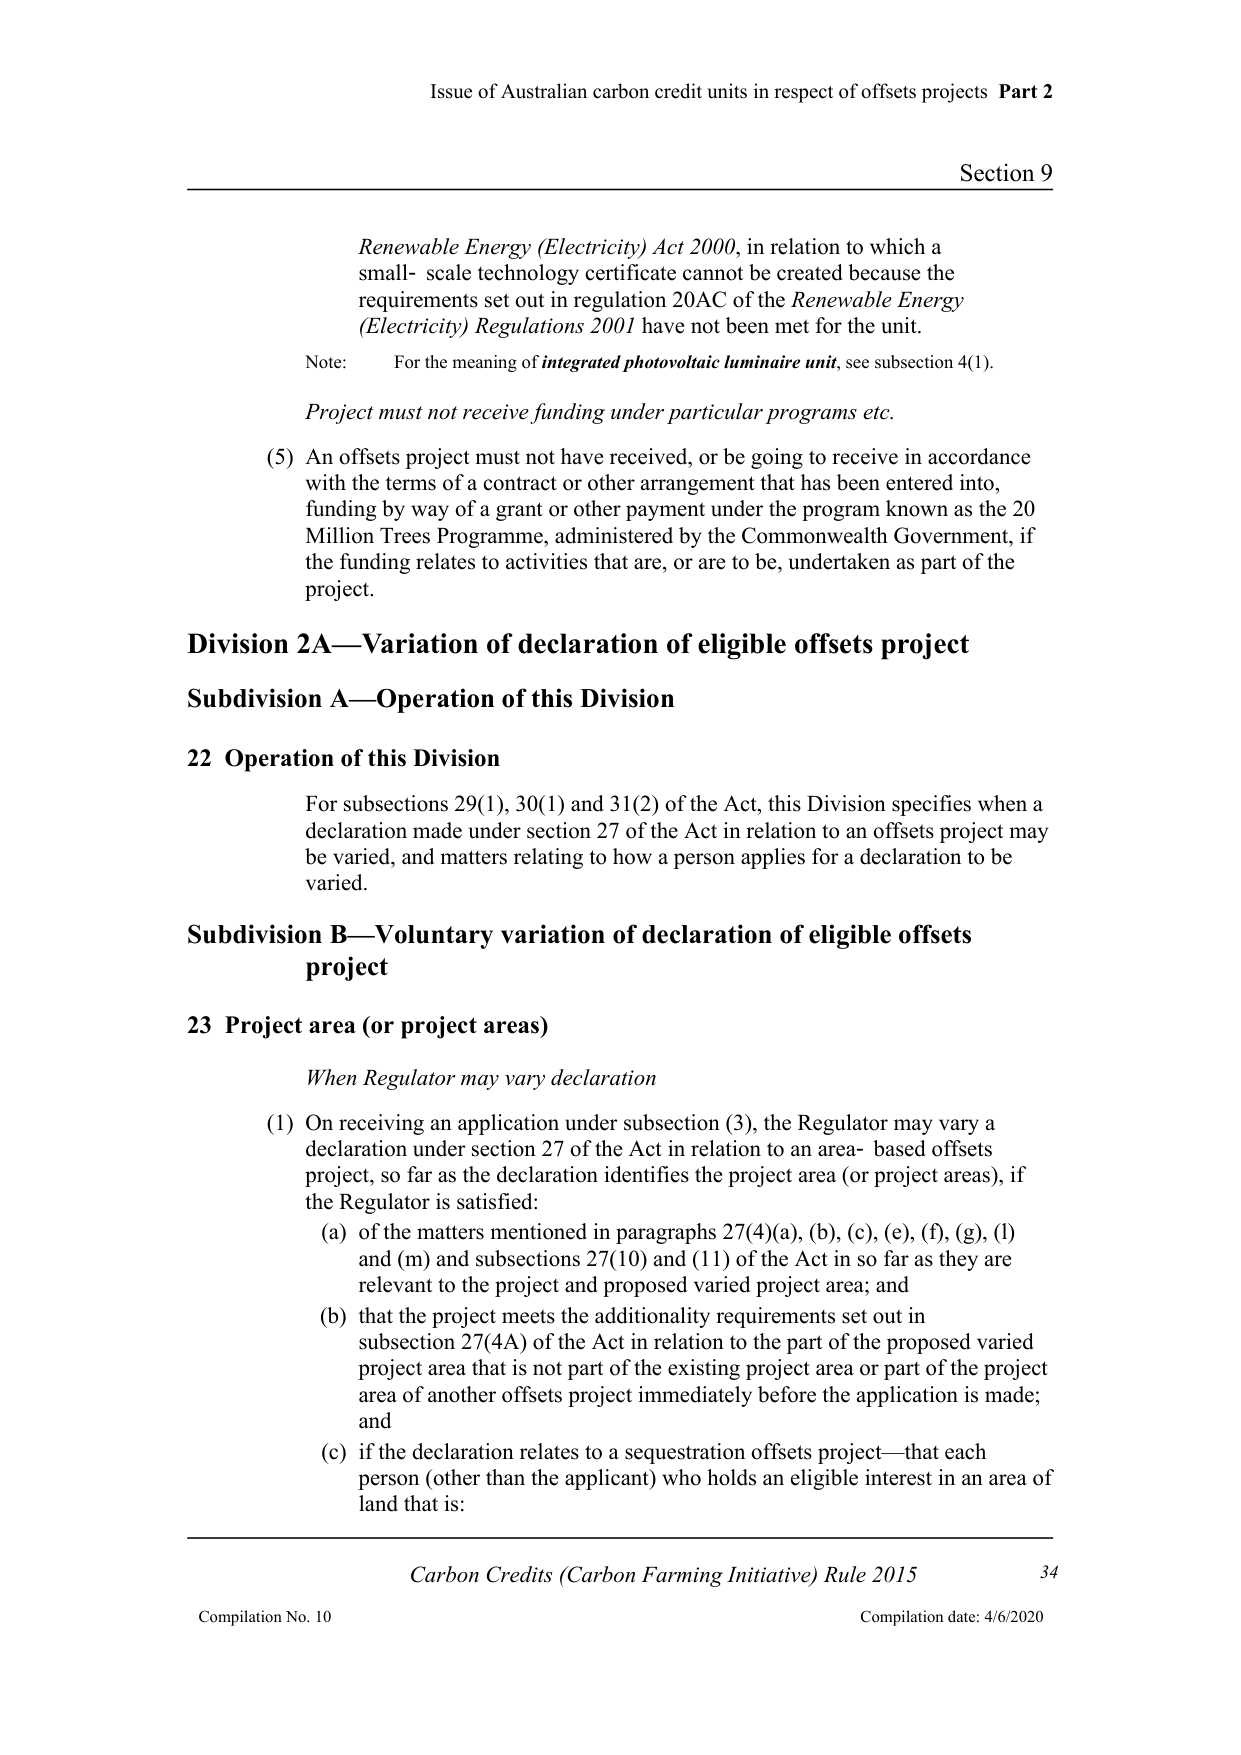 Issue of Australian carbon credit units in respect of offsets projects Part 2
Section 9
Renewable Energy (Electricity) Act 2000, in relation to which a
small- scale technology certificate cannot be created because the
requirements set out in regulation 20AC of the Renewable Energy
(Electricity) Regulations 2001 have not been met for the unit.
Note: For the meaning of integrated photovoltaic luminaire unit, see subsection 4(1).
Project must not receive funding under particular programs etc.
(5) An offsets project must not have received, or be going to receive in accordance
with the terms of a contract or other arrangement that has been entered into,
funding by way of a grant or other payment under the program known as the 20
Million Trees Programme, administered by the Commonwealth Government, if
the funding relates to activities that are, or are to be, undertaken as part of the
project.
Division 2A—Variation of declaration of eligible offsets project
Subdivision A—Operation of this Division
22 Operation of this Division
For subsections 29(1), 30(1) and 31(2) of the Act, this Division specifies when a
declaration made under section 27 of the Act in relation to an offsets project may
be varied, and matters relating to how a person applies for a declaration to be
varied.
Subdivision B—Voluntary variation of declaration of eligible offsets
project
23 Project area (or project areas)
When Regulator may vary declaration
(1) On receiving an application under subsection (3), the Regulator may vary a
declaration under section 27 of the Act in relation to an area- based offsets
project, so far as the declaration identifies the project area (or project areas), if
the Regulator is satisfied:
(a) of the matters mentioned in paragraphs 27(4)(a), (b), (c), (e), (f), (g), (l)
and (m) and subsections 27(10) and (11) of the Act in so far as they are
relevant to the project and proposed varied project area; and
(b) that the project meets the additionality requirements set out in
subsection 27(4A) of the Act in relation to the part of the proposed varied
project area that is not part of the existing project area or part of the project
area of another offsets project immediately before the application is made;
and
(c) if the declaration relates to a sequestration offsets project—that each
person (other than the applicant) who holds an eligible interest in an area of
land that is:
Carbon Credits (Carbon Farming Initiative) Rule 2015 34
Compilation No. 10 Compilation date: 4/6/2020